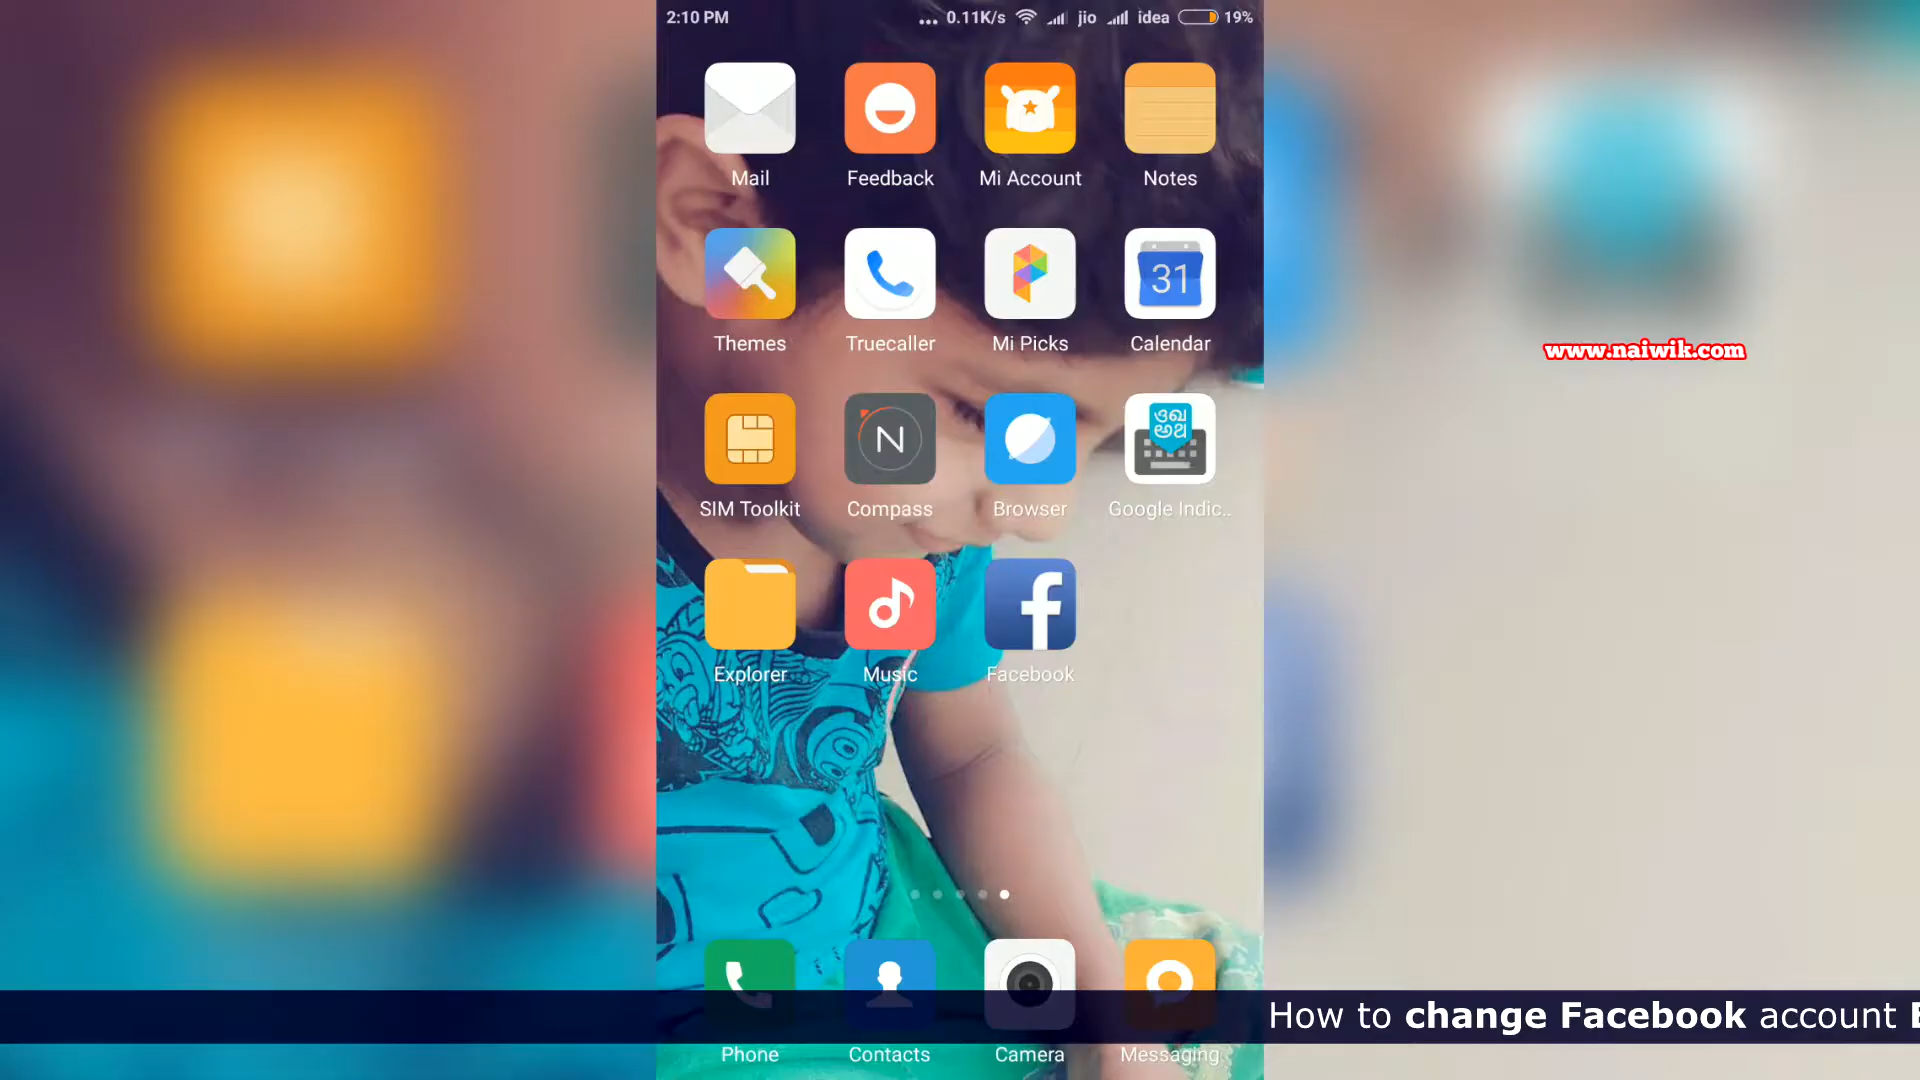 2:10 PM ... 0.11K/s jio idea 19%
Mail Feedback Mi Account Notes
31
Themes Truecaller Mi Picks Calendar
www.naiwik.com
N
SIM Toolkit Compass Browser Google Indic..
f
Explorer Music Facebook
How to change Facebook account
Phone Contacts Camera Messaging